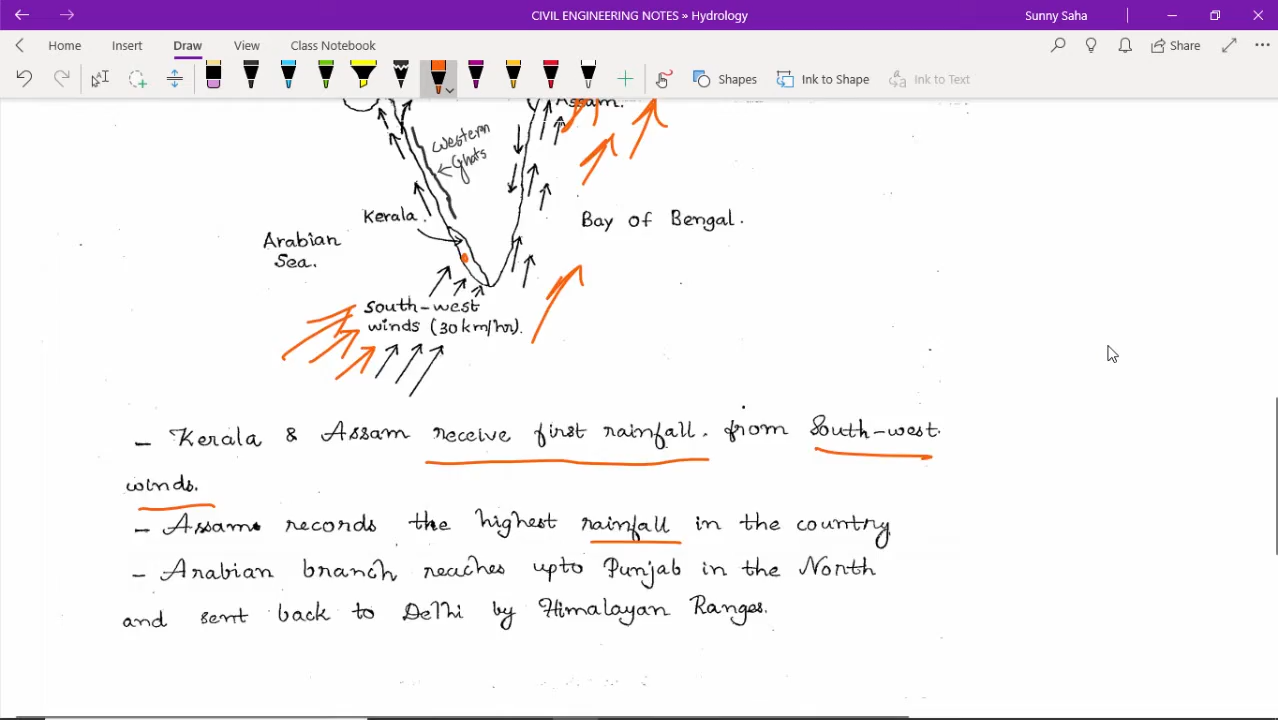 CIVIL ENGINEERING NOTES » Hydrology
Sunny Saha
Home Insert Draw View Class Notebook
Share
Shapes Ink to Shape Ink to Text
Assam.
Western
Ghats
Kerala.
Bay of Bengal.
Arabian
Sea.
South-west
winds (30 km/hr).
- Kerala & Assam receive first rainfall. from South-west
winds.
- Assam records the highest rainfall in the country
- Arabian branch reaches upto Punjab in the North
and sent back to Delhi by Himalayan Ranges.